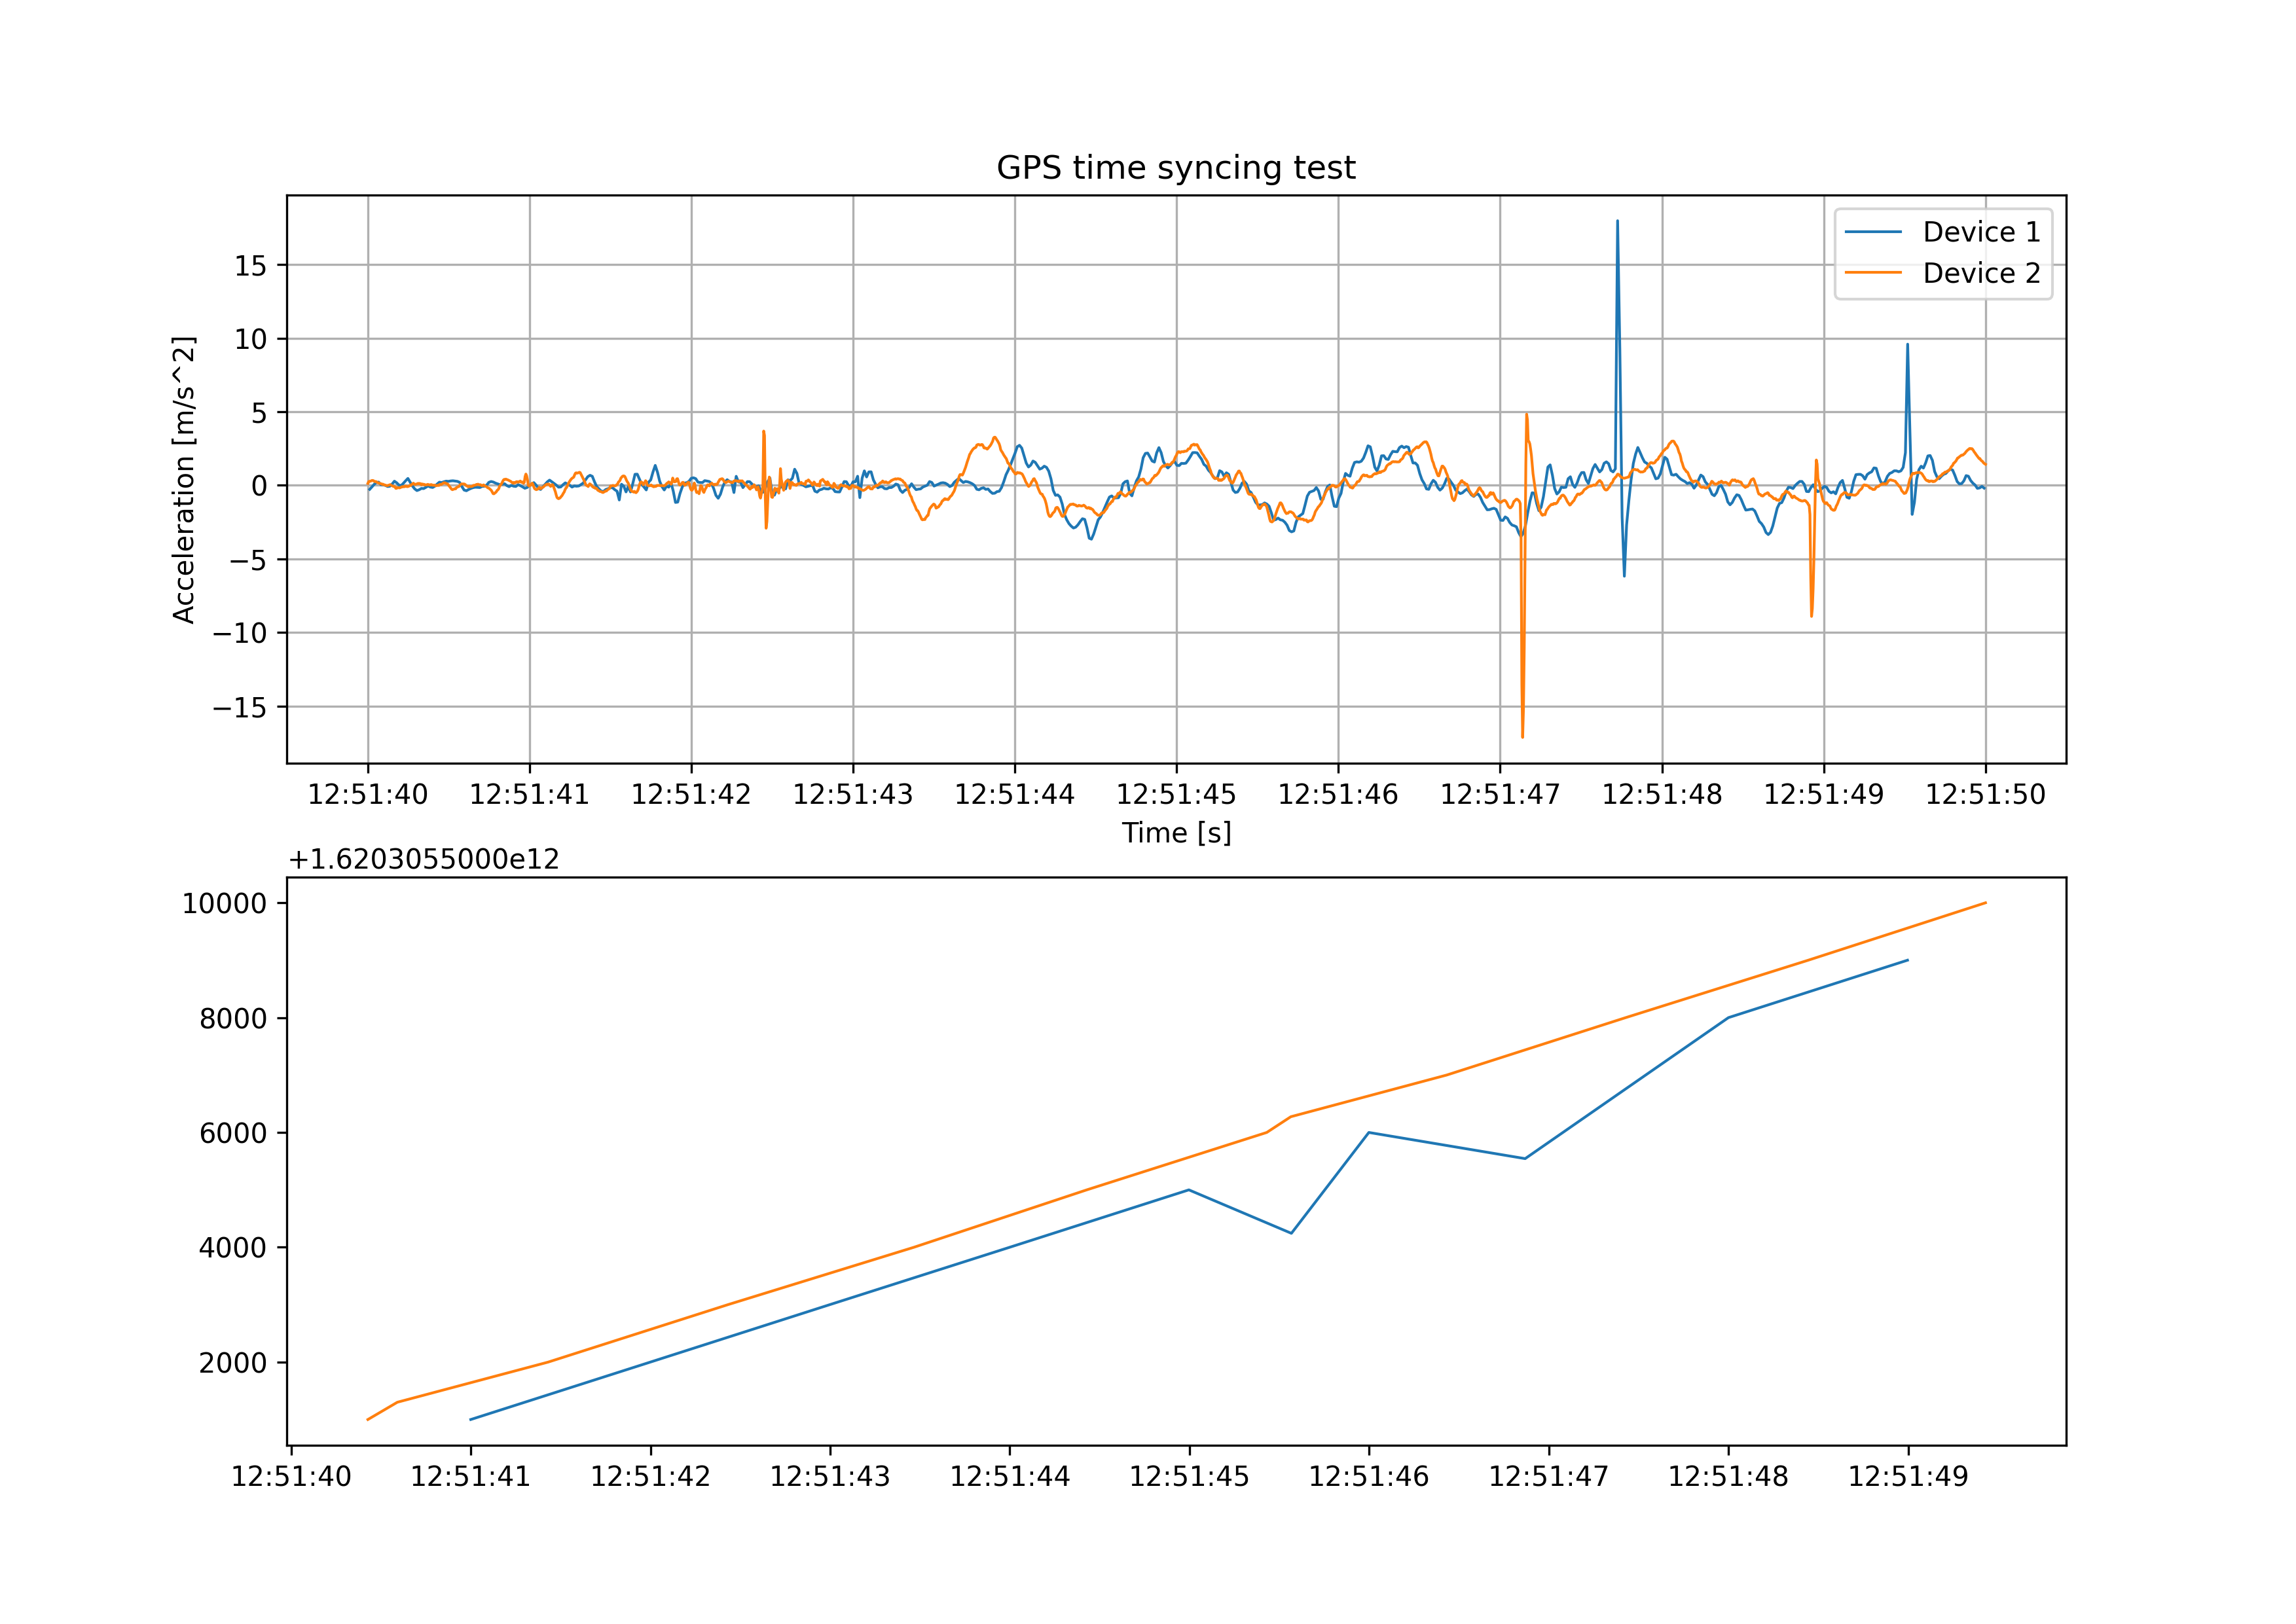 GPS time syncing test
Device 1
Device 2
Acceleration [m/s^2]
15
10
5
0
−5
−10
−15
12:51:40 12:51:41 12:51:42 12:51:43 12:51:44 12:51:45 12:51:46 12:51:47 12:51:48 12:51:49 12:51:50
Time [s]
+1.6203055000e12
10000
8000
6000
4000
2000
12:51:40 12:51:41 12:51:42 12:51:43 12:51:44 12:51:45 12:51:46 12:51:47 12:51:48 12:51:49